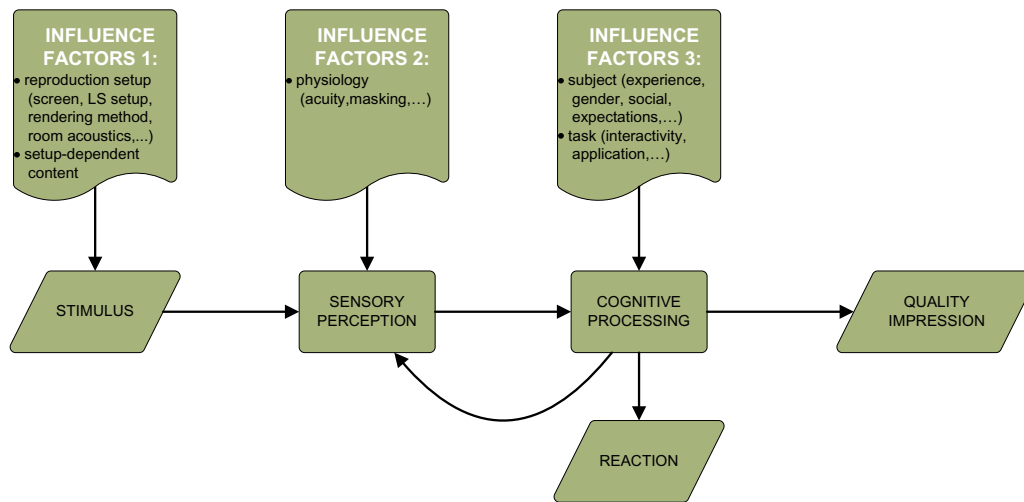 INFLUENCE
FACTORS 1:
• reproduction setup
(screen, LS setup,
rendering method,
room acoustics,...)
• setup-dependent
content
INFLUENCE
FACTORS 2:
• physiology
(acuity,masking,…)
INFLUENCE
FACTORS 3:
• subject (experience,
gender, social,
expectations,…)
• task (interactivity,
application,…)
STIMULUS
SENSORY
PERCEPTION
COGNITIVE
PROCESSING
QUALITY
IMPRESSION
REACTION